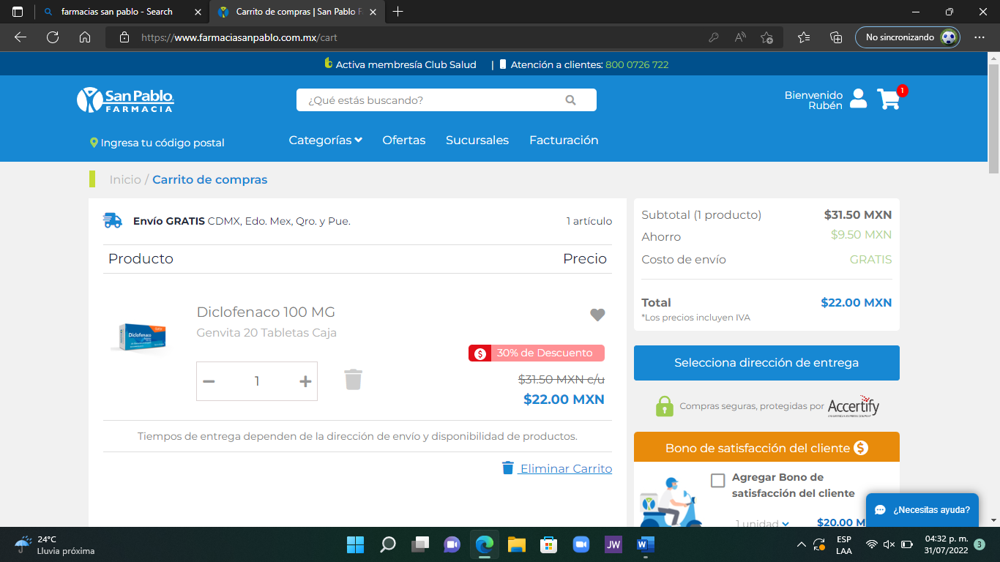 farmacias san pablo - Search
Carrito de compras | San Pablo F
https://www.farmaciasanpablo.com.mx/cart
No sincronizando
Activa membresía Club Salud | Atención a clientes: 800 0726 722
San Pablo
FARMACIA
¿Qué estás buscando?
Bienvenido
Rubén
1
Ingresa tu código postal
Categorías Ofertas Sucursales Facturación
Inicio / Carrito de compras
Envío GRATIS CDMX, Edo. Mex, Qro. y Pue. 1 artículo
Producto Precio
Diclofenaco
Diclofenaco 100 MG
Genvita 20 Tabletas Caja
$ 30% de Descuento
1
$31.50 MXN c/u
$22.00 MXN
Tiempos de entrega dependen de la dirección de envío y disponibilidad de productos.
Eliminar Carrito
Subtotal (1 producto) $31.50 MXN
Ahorro $9.50 MXN
Costo de envío GRATIS
Total $22.00 MXN
*Los precios incluyen IVA
Selecciona dirección de entrega
Compras seguras, protegidas por Accertify
Bono de satisfacción del cliente $
Agregar Bono de
satisfacción del cliente
1 unidad $20.00 M
¿Necesitas ayuda?
24°C
Lluvia próxima
JW
W
ESP
LAA
04:32 p. m.
31/07/2022
3